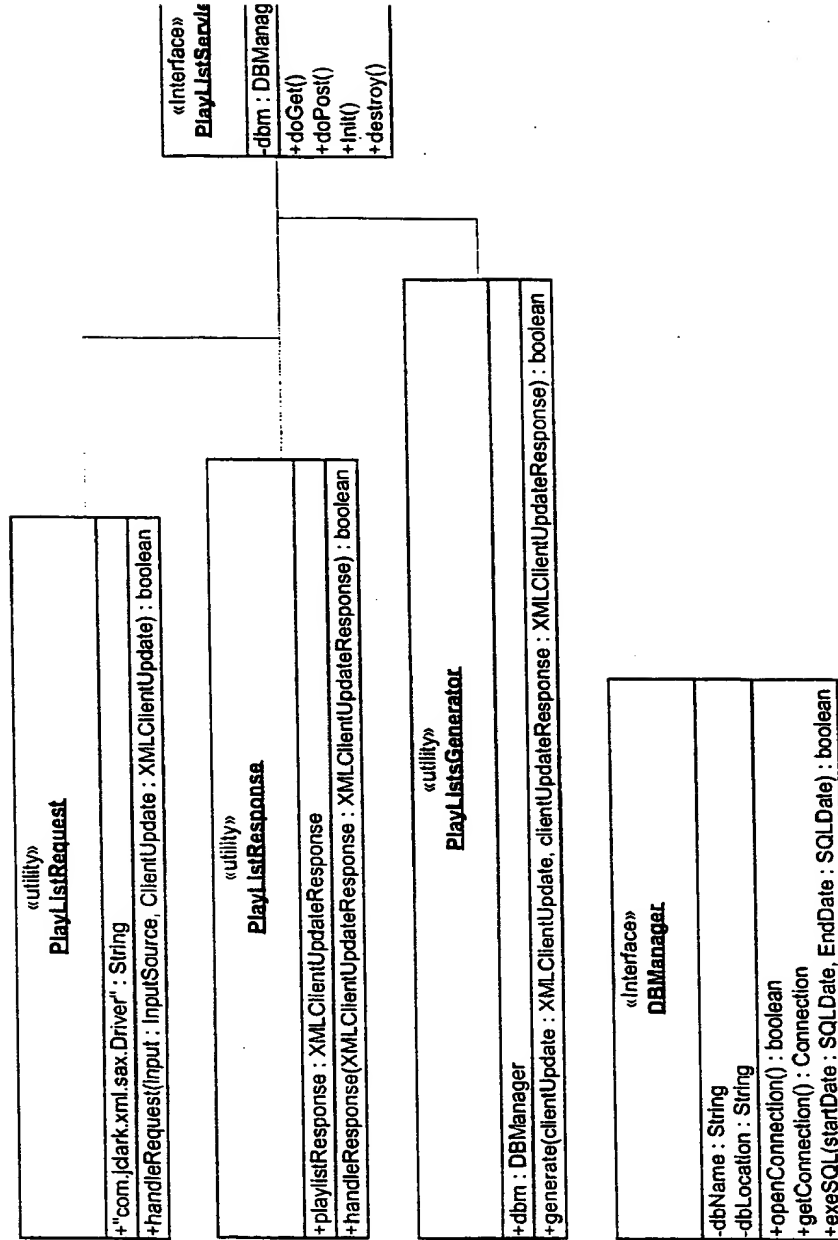 «utility»
PlayListRequest
+"com.jclark.xml.sax.Driver" : String
+handleRequest(Input : InputSource, ClientUpdate : XMLClientUpdate) : boolean
«utility»
PlayListResponse
+playlistResponse : XMLClientUpdateResponse
+handleResponse(XMLClientUpdateResponse : XMLClientUpdateResponse) : boolean
«utility»
PlayListsGenerator
+dbm : DBManager
+generate(clientUpdate : XMLClientUpdate, clientUpdateResponse : XMLClientUpdateResponse) : boolean
«Interface»
DBManager
-dbName : String
-dbLocation : String
+openConnection() : boolean
+getConnection() : Connection
+exeSQL(startDate : SQLDate, EndDate : SQLDate) : boolean
«Interface»
PlayListServle
-dbm : DBManag
+doGet()
+doPost()
+Init()
+destroy()